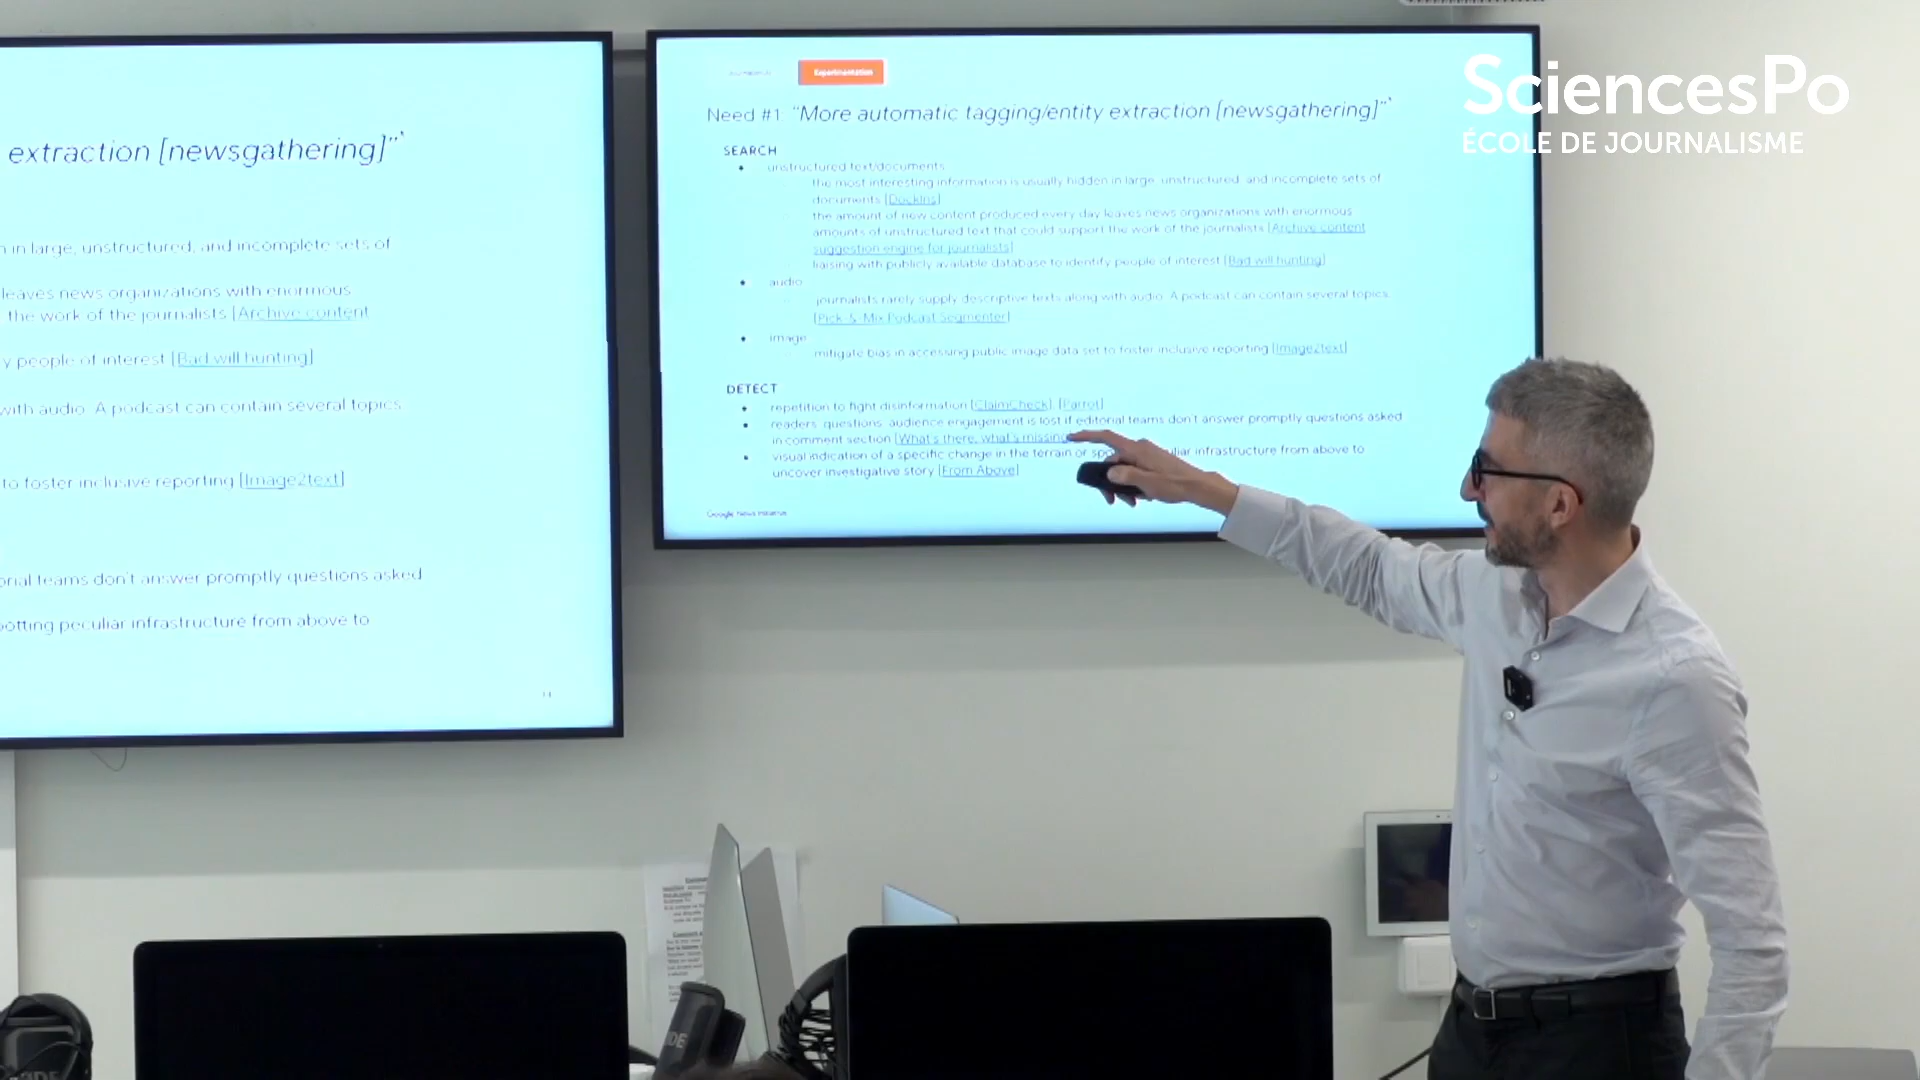 extraction [newsgathering]"`
in large, unstructured, and incomplete sets of
leaves news organizations with enormous
the work of the journalists [Archive content
y people of interest [Bad will hunting]
with audio. A podcast can contain several topics.
to foster inclusive reporting [Image2text]
orial teams don't answer promptly questions asked
potting peculiar infrastructure from above to
Experimentation
Need #1 "More automatic tagging/entity extraction [newsgathering]"`
SEARCH
unstructured text/documents
the most interesting information is usually hidden in large, unstructured, and incomplete sets of
documents [DockIns]
the amount of new content produced every day leaves news organizations with enormous
amounts of unstructured text that could support the work of the journalists [Archive content
suggestion engine for journalists]
liaising with publicly available database to identify people of interest [Bad will hunting]
audio
journalists rarely supply descriptive texts along with audio. A podcast can contain several topics.
[Pick & Mix Podcast Segmenter]
image
mitigate bias in accessing public image data set to foster inclusive reporting [Image2text]
DETECT
repetition to fight disinformation [ClaimCheck], [Parrot]
readers' questions: audience engagement is lost if editorial teams don't answer promptly questions asked
in comment section [What's there, what's missing
visual indication of a specific change in the terrain or spo liar infrastructure from above to
uncover investigative story [From Above]
Google News Initiative
SciencesPo
ÉCOLE DE JOURNALISME